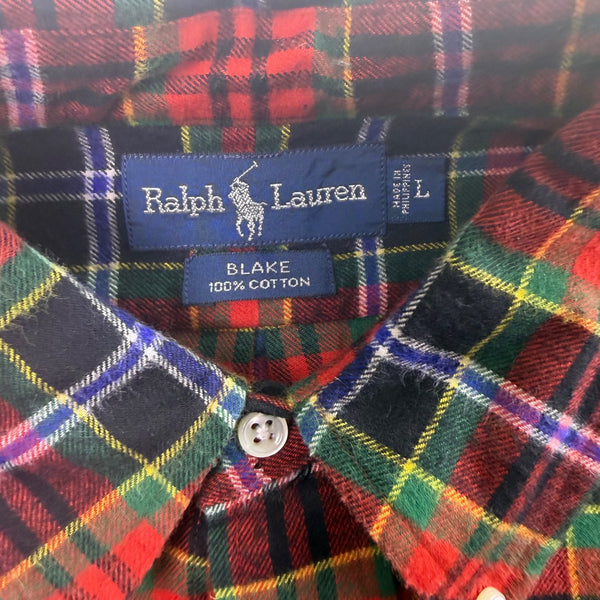 Ralph Lauren
MADE IN
PHILIPPINES
L
BLAKE
100% COTTON